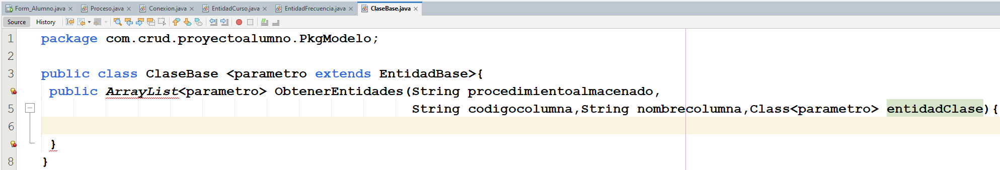 Form_Alumno.java Proceso.java Conexion.java EntidadCurso.java EntidadFrecuencia.java ClaseBase.java
Source History
1 package com.crud.proyectoalumno.PkgModelo;
2
3 public class ClaseBase <parametro extends EntidadBase>{
public ArrayList<parametro> ObtenerEntidades(String procedimientoalmacenado,
5 String codigocolumna,String nombrecolumna,Class<parametro> entidadClase){
6
}
8 }